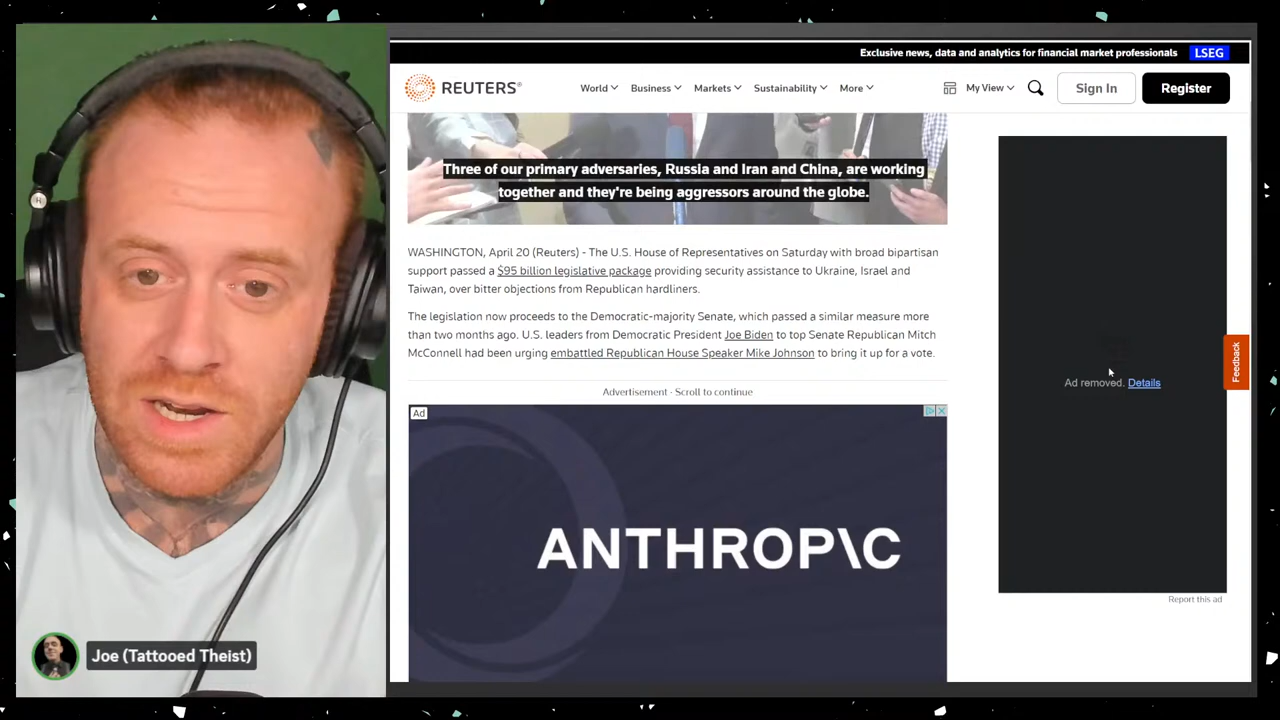 Exclusive news, data and analytics for financial market professionals LSEG
REUTERS®
World Business Markets Sustainability More
My View Sign In Register
Three of our primary adversaries, Russia and Iran and China, are working
together and they're being aggressors around the globe.
WASHINGTON, April 20 (Reuters) - The U.S. House of Representatives on Saturday with broad bipartisan
support passed a $95 billion legislative package providing security assistance to Ukraine, Israel and
Taiwan, over bitter objections from Republican hardliners.
The legislation now proceeds to the Democratic-majority Senate, which passed a similar measure more
than two months ago. U.S. leaders from Democratic President Joe Biden to top Senate Republican Mitch
McConnell had been urging embattled Republican House Speaker Mike Johnson to bring it up for a vote.
Advertisement · Scroll to continue
Ad
ANTHROP\C
Ad removed. Details
Feedback
Report this ad
Joe (Tattooed Theist)